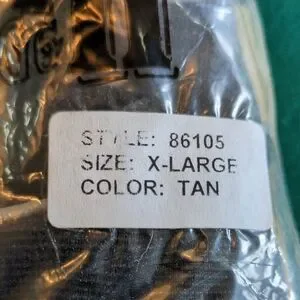 STYLE: 86105
SIZE: X-LARGE
COLOR: TAN